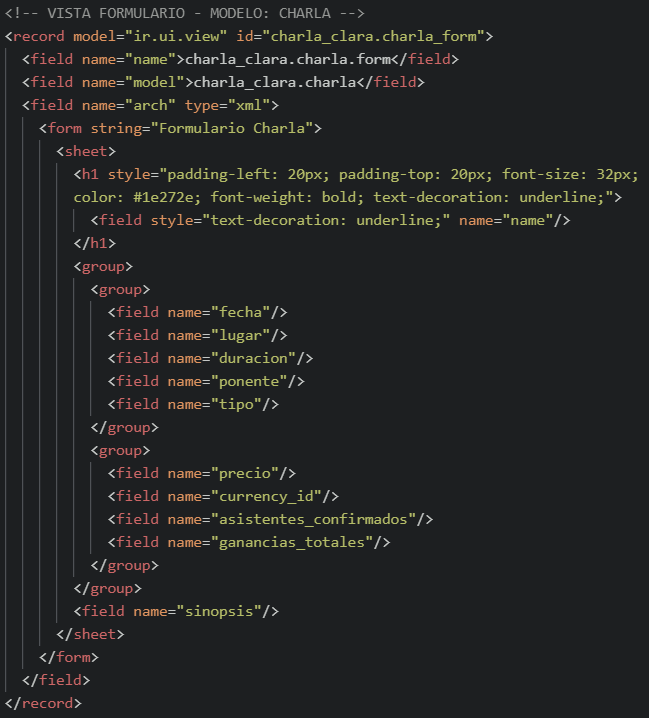 <!-- VISTA FORMULARIO - MODELO: CHARLA -->
<record model="ir.ui.view" id="charla_clara.charla_form">
<field name="name">charla_clara.charla.form</field>
<field name="model">charla_clara.charla</field>
<field name="arch" type="xml">
<form string="Formulario Charla">
<sheet>
<h1 style="padding-left: 20px; padding-top: 20px; font-size: 32px;
color: #1e272e; font-weight: bold; text-decoration: underline;">
<field style="text-decoration: underline;" name="name"/>
</h1>
<group>
<group>
<field name="fecha"/>
<field name="lugar"/>
<field name="duracion"/>
<field name="ponente"/>
<field name="tipo"/>
</group>
<group>
<field name="precio"/>
<field name="currency_id"/>
<field name="asistentes_confirmados"/>
<field name="ganancias_totales"/>
</group>
</group>
<field name="sinopsis"/>
</sheet>
</form>
</field>
</record>